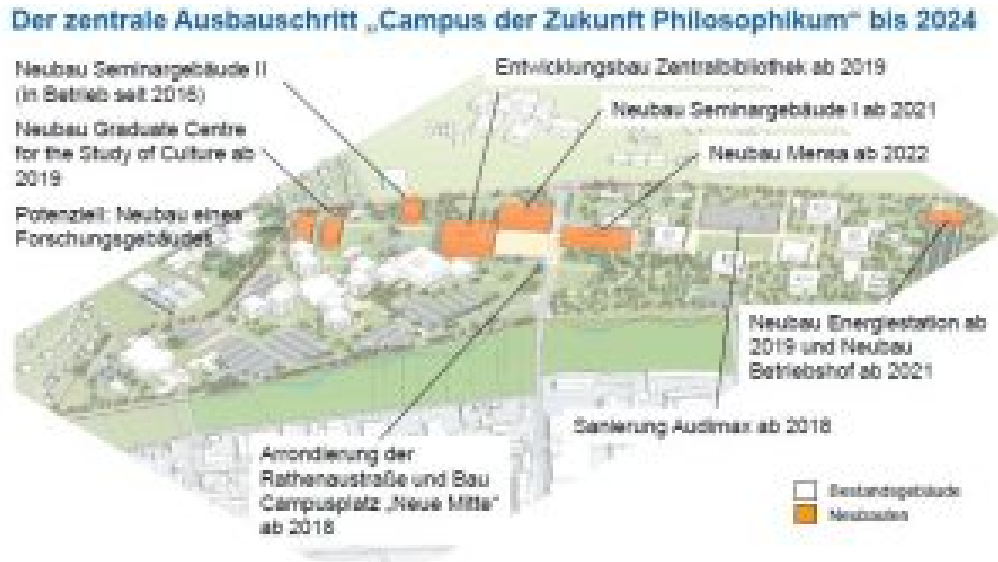 Der zentrale Ausbauschritt „Campus der Zukunft Philosophikum“ bis 2024
Neubau Seminargebäude II
(in Betrieb seit 2016)
Neubau Graduate Centre
for the Study of Culture ab
2019
Potenziell: Neubau eines
Forschungsgebäudes
Entwicklungsbau Zentralbibliothek ab 2019
Neubau Seminargebäude I ab 2021
Neubau Mensa ab 2022
Neubau Energiestation ab
2019 und Neubau
Betriebshof ab 2021
Sanierung Audimax ab 2018
Arrondierung der
Rathenaustraße und Bau
Campusplatz „Neue Mitte“
ab 2018
Bestandsgebäude
Neubauten